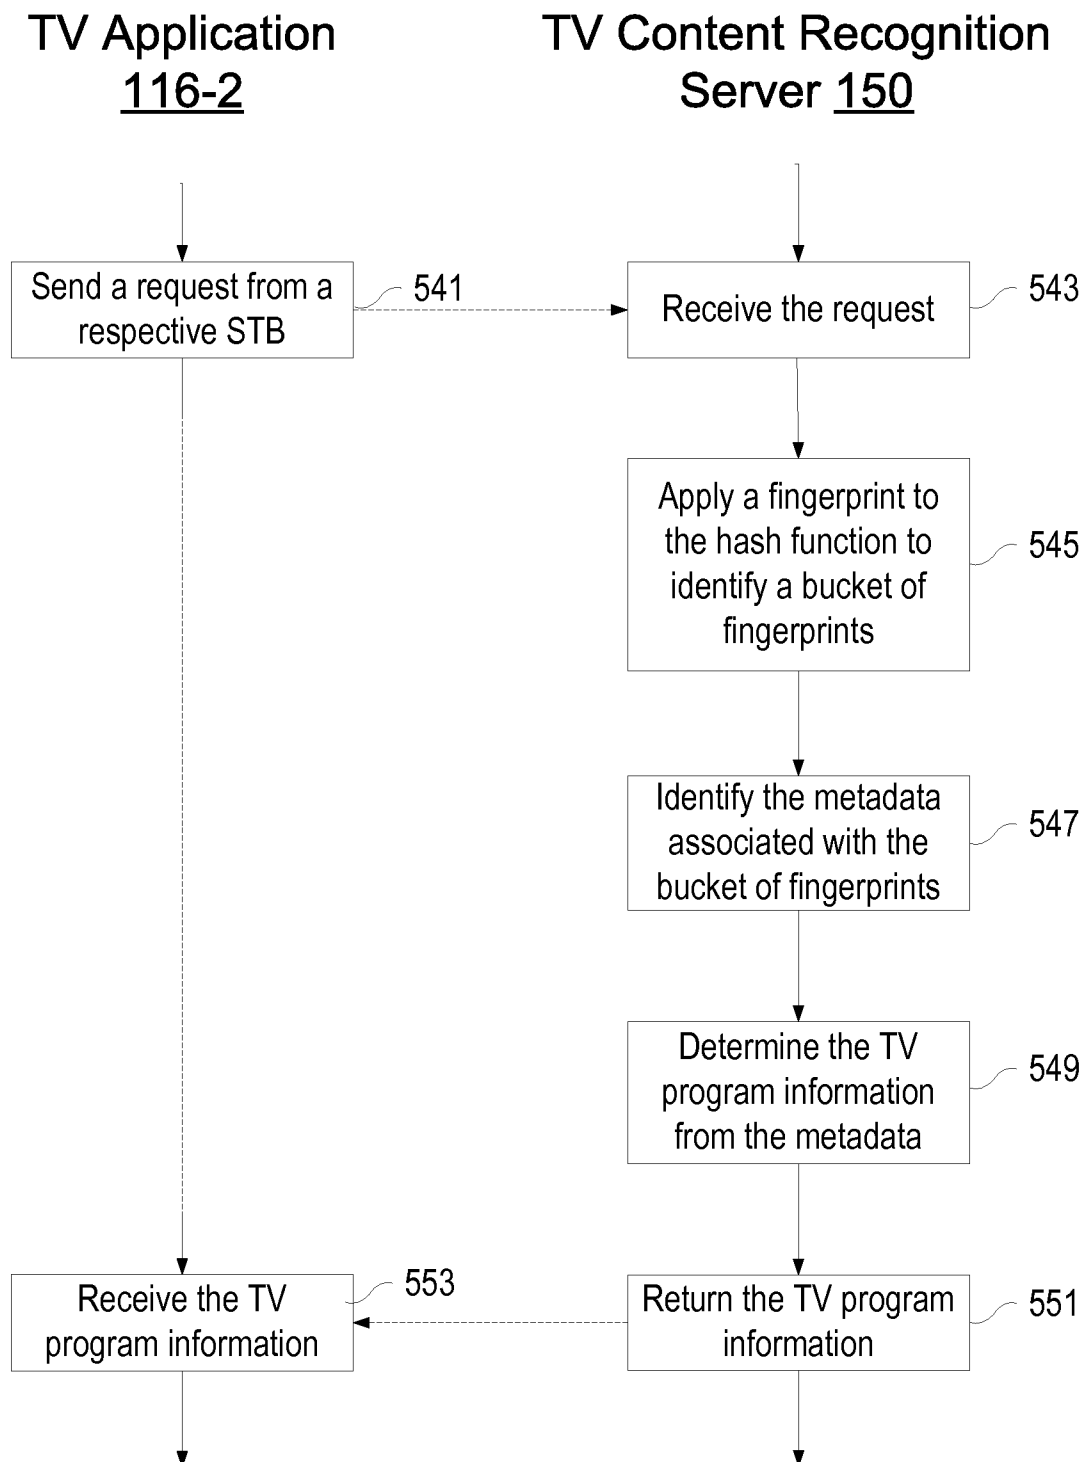 TV Application
116-2
TV Content Recognition
Server 150
Send a request from a
respective STB
541
Receive the request
543
Apply a fingerprint to
the hash function to
identify a bucket of
fingerprints
545
Identify the metadata
associated with the
bucket of fingerprints
547
Determine the TV
program information
from the metadata
549
Receive the TV
program information
553
Return the TV program
information
551